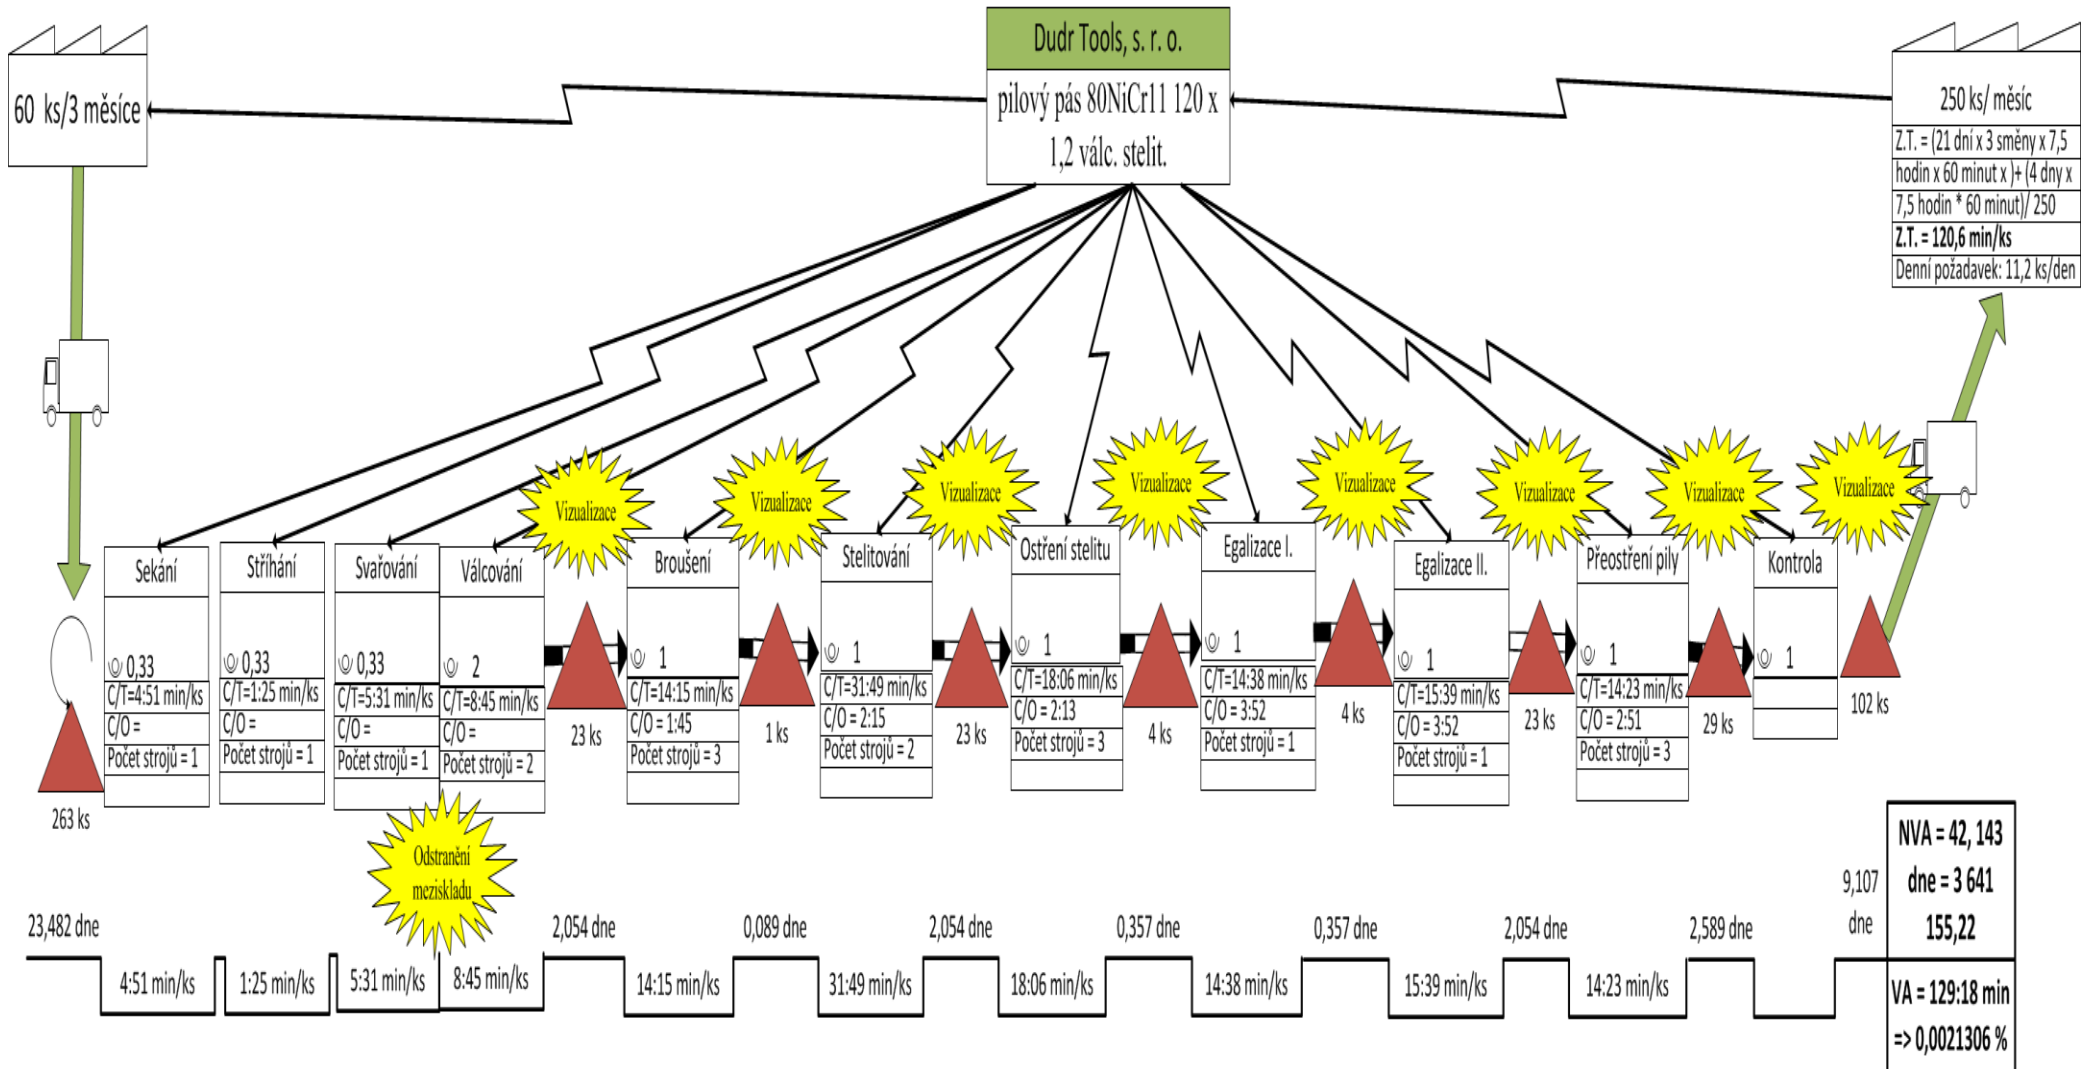 Dudr Tools, s. r. o.
pilový pás 80NiCr11 120 x
1,2 válc. stelit.
60 ks/3 měsíce
250 ks/ měsíc
Z.T. = (21 dní x 3 směny x 7,5
hodin x 60 minut x )+ (4 dny x
7,5 hodin * 60 minut)/ 250
Z.T. = 120,6 min/ks
Denní požadavek: 11,2 ks/den
Vizualizace
Vizualizace
Vizualizace
Vizualizace
Vizualizace
Vizualizace
Vizualizace
Vizualizace
263 ks
Sekání
0,33
C/T=4:51 min/ks
C/O =
Počet strojů = 1
Stříhání
0,33
C/T=1:25 min/ks
C/O =
Počet strojů = 1
Svařování
0,33
C/T=5:31 min/ks
C/O =
Počet strojů = 1
Válcování
2
C/T=8:45 min/ks
C/O =
Počet strojů = 2
23 ks
Broušení
1
C/T=14:15 min/ks
C/O = 1:45
Počet strojů = 3
1 ks
Stelitování
1
C/T=31:49 min/ks
C/O = 2:15
Počet strojů = 2
23 ks
Ostření stelitu
1
C/T=18:06 min/ks
C/O = 2:13
Počet strojů = 3
4 ks
Egalizace I.
1
C/T=14:38 min/ks
C/O = 3:52
Počet strojů = 1
4 ks
Egalizace II.
1
C/T=15:39 min/ks
C/O = 3:52
Počet strojů = 1
23 ks
Přeostření pily
1
C/T=14:23 min/ks
C/O = 2:51
Počet strojů = 3
29 ks
Kontrola
1
102 ks
Odstranění
meziskladu
23,482 dne
4:51 min/ks
1:25 min/ks
5:31 min/ks
8:45 min/ks
2,054 dne
14:15 min/ks
0,089 dne
31:49 min/ks
2,054 dne
18:06 min/ks
0,357 dne
14:38 min/ks
0,357 dne
15:39 min/ks
2,054 dne
14:23 min/ks
2,589 dne
9,107
dne
NVA = 42, 143
dne = 3 641
155,22
VA = 129:18 min
=> 0,0021306 %